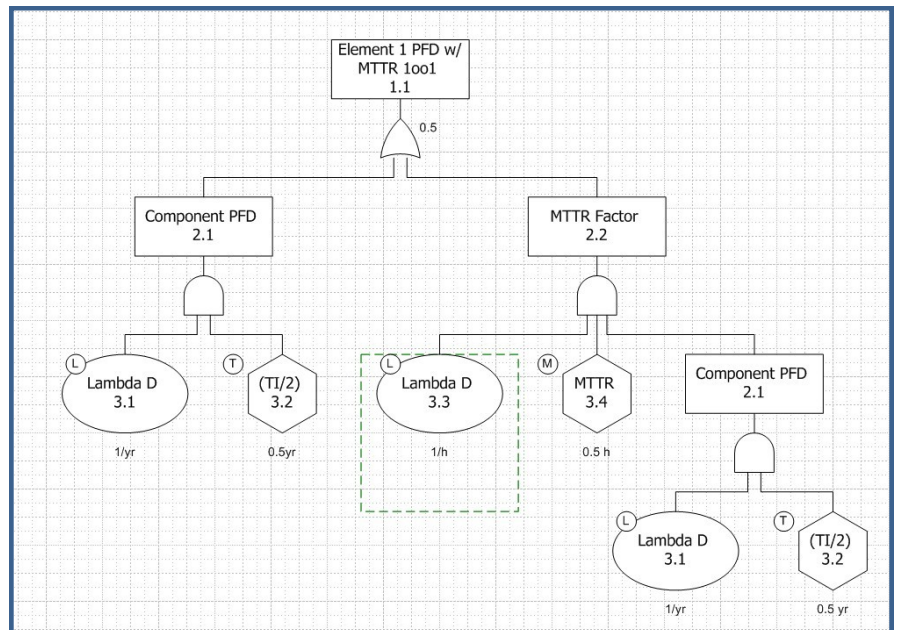 Element 1 PFD w/
MTTR 1oo1
1.1
0.5
Component PFD
2.1
MTTR Factor
2.2
L
Lambda D
3.1
1/yr
T
(TI/2)
3.2
0.5yr
L
Lambda D
3.3
1/h
M
MTTR
3.4
0.5 h
Component PFD
2.1
L
Lambda D
3.1
1/yr
T
(TI/2)
3.2
0.5 yr